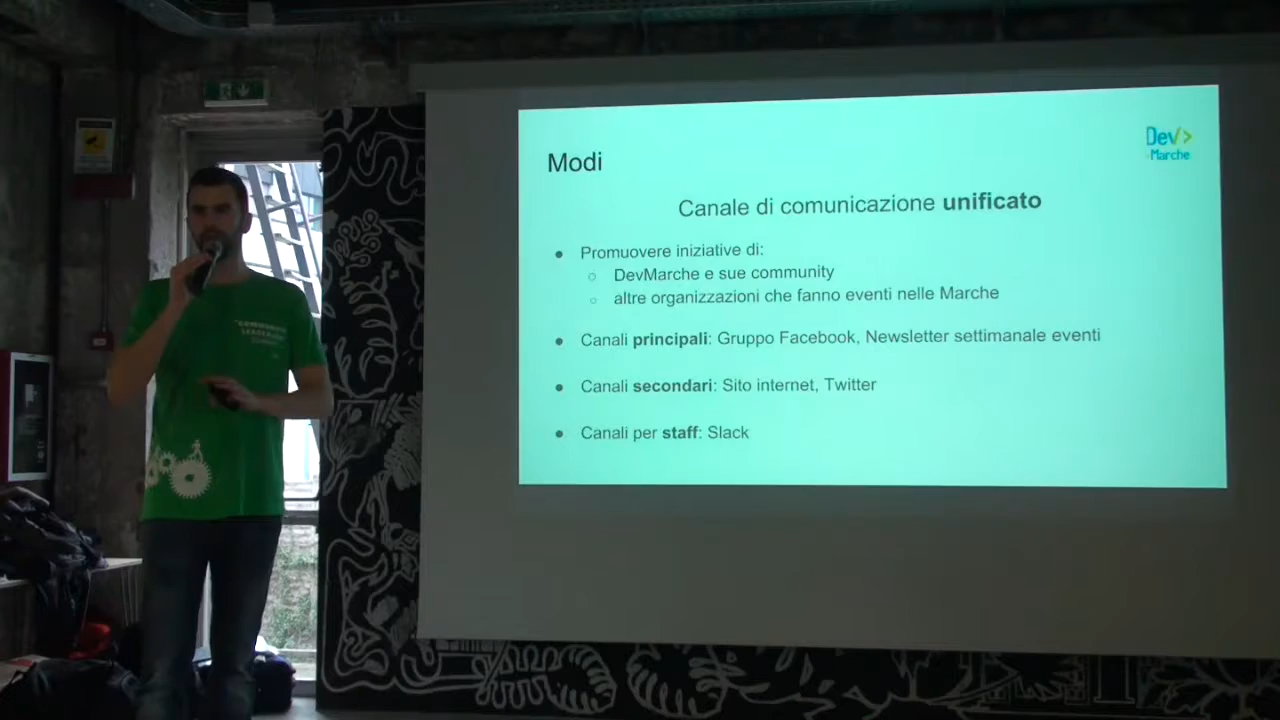 Dev/>
Marche
Modi
Canale di comunicazione unificato
● Promuovere iniziative di:
○ DevMarche e sue community
○ altre organizzazioni che fanno eventi nelle Marche
● Canali principali: Gruppo Facebook, Newsletter settimanale eventi
● Canali secondari: Sito internet, Twitter
● Canali per staff: Slack